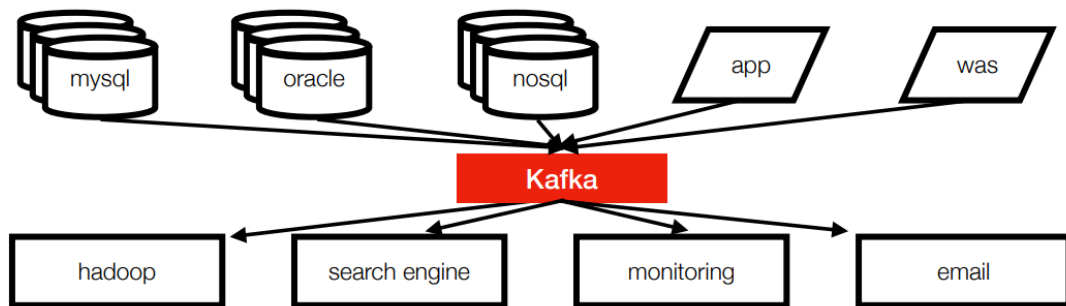 mysql
oracle
nosql
app
was
Kafka
hadoop
search engine
monitoring
email